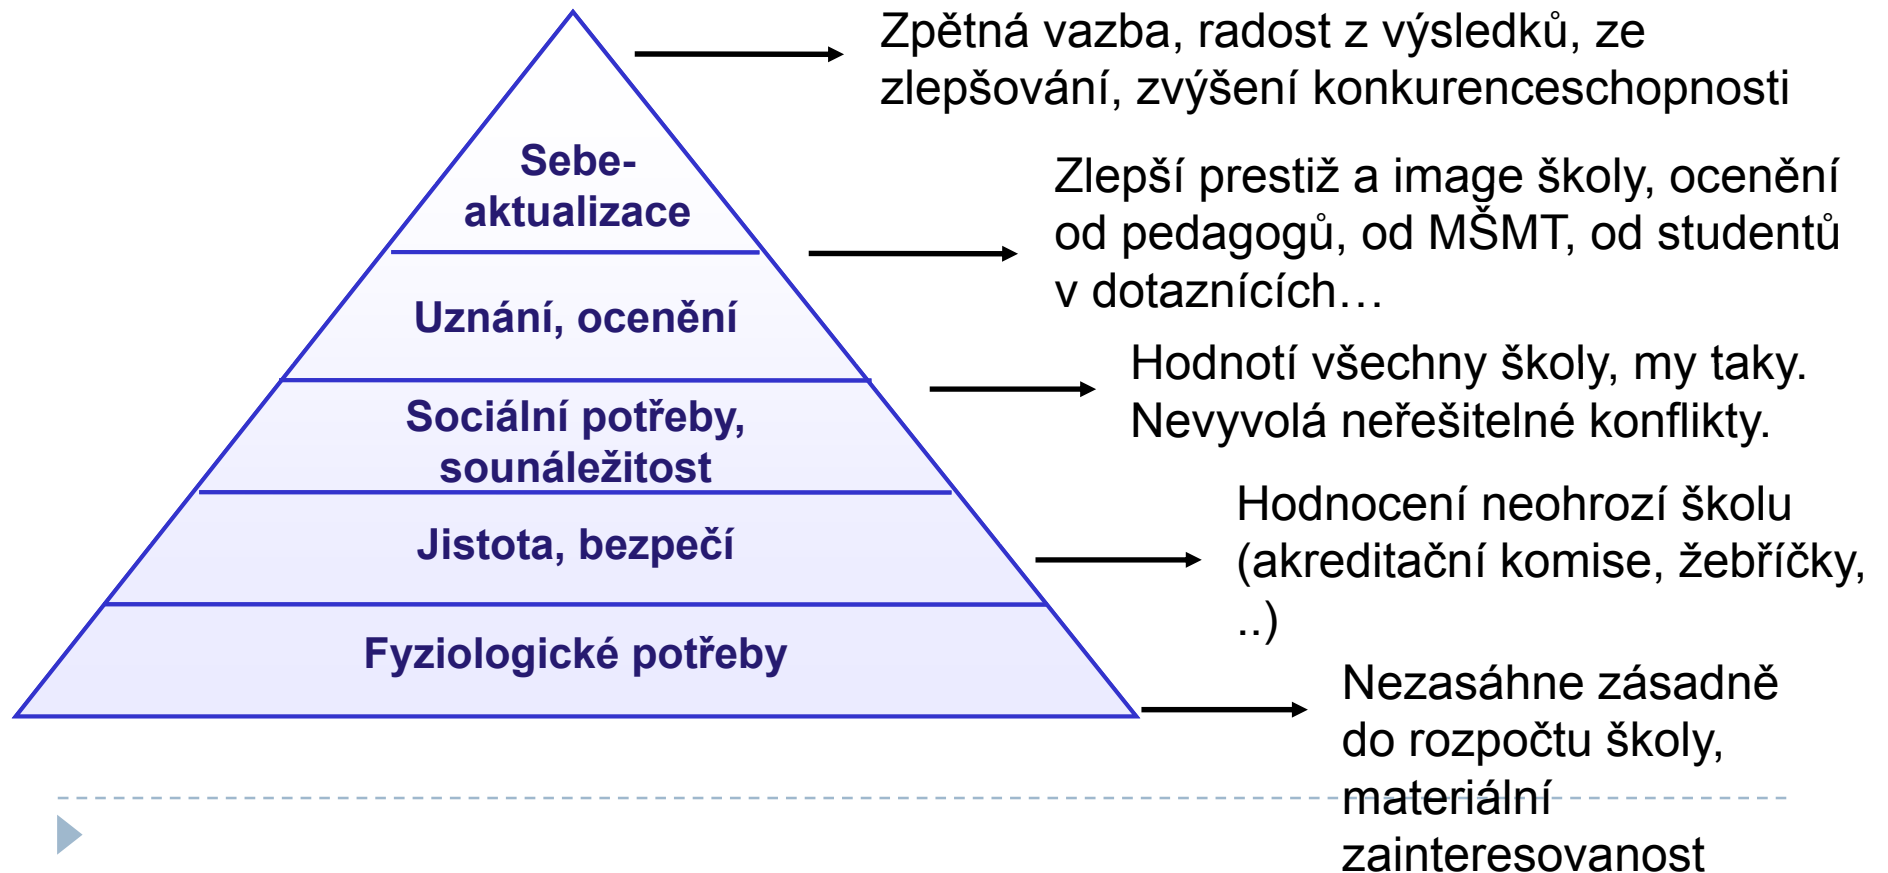 Zpětná vazba, radost z výsledků, ze
zlepšování, zvýšení konkurenceschopnosti
Sebe-
aktualizace
Zlepší prestiž a image školy, ocenění
od pedagogů, od MŠMT, od studentů
v dotaznících…
Uznání, ocenění
Hodnotí všechny školy, my taky.
Nevyvolá neřešitelné konflikty.
Sociální potřeby,
sounáležitost
Hodnocení neohrozí školu
(akreditační komise, žebříčky,
..)
Jistota, bezpečí
Fyziologické potřeby
Nezasáhne zásadně
do rozpočtu školy,
materiální
zainteresovanost